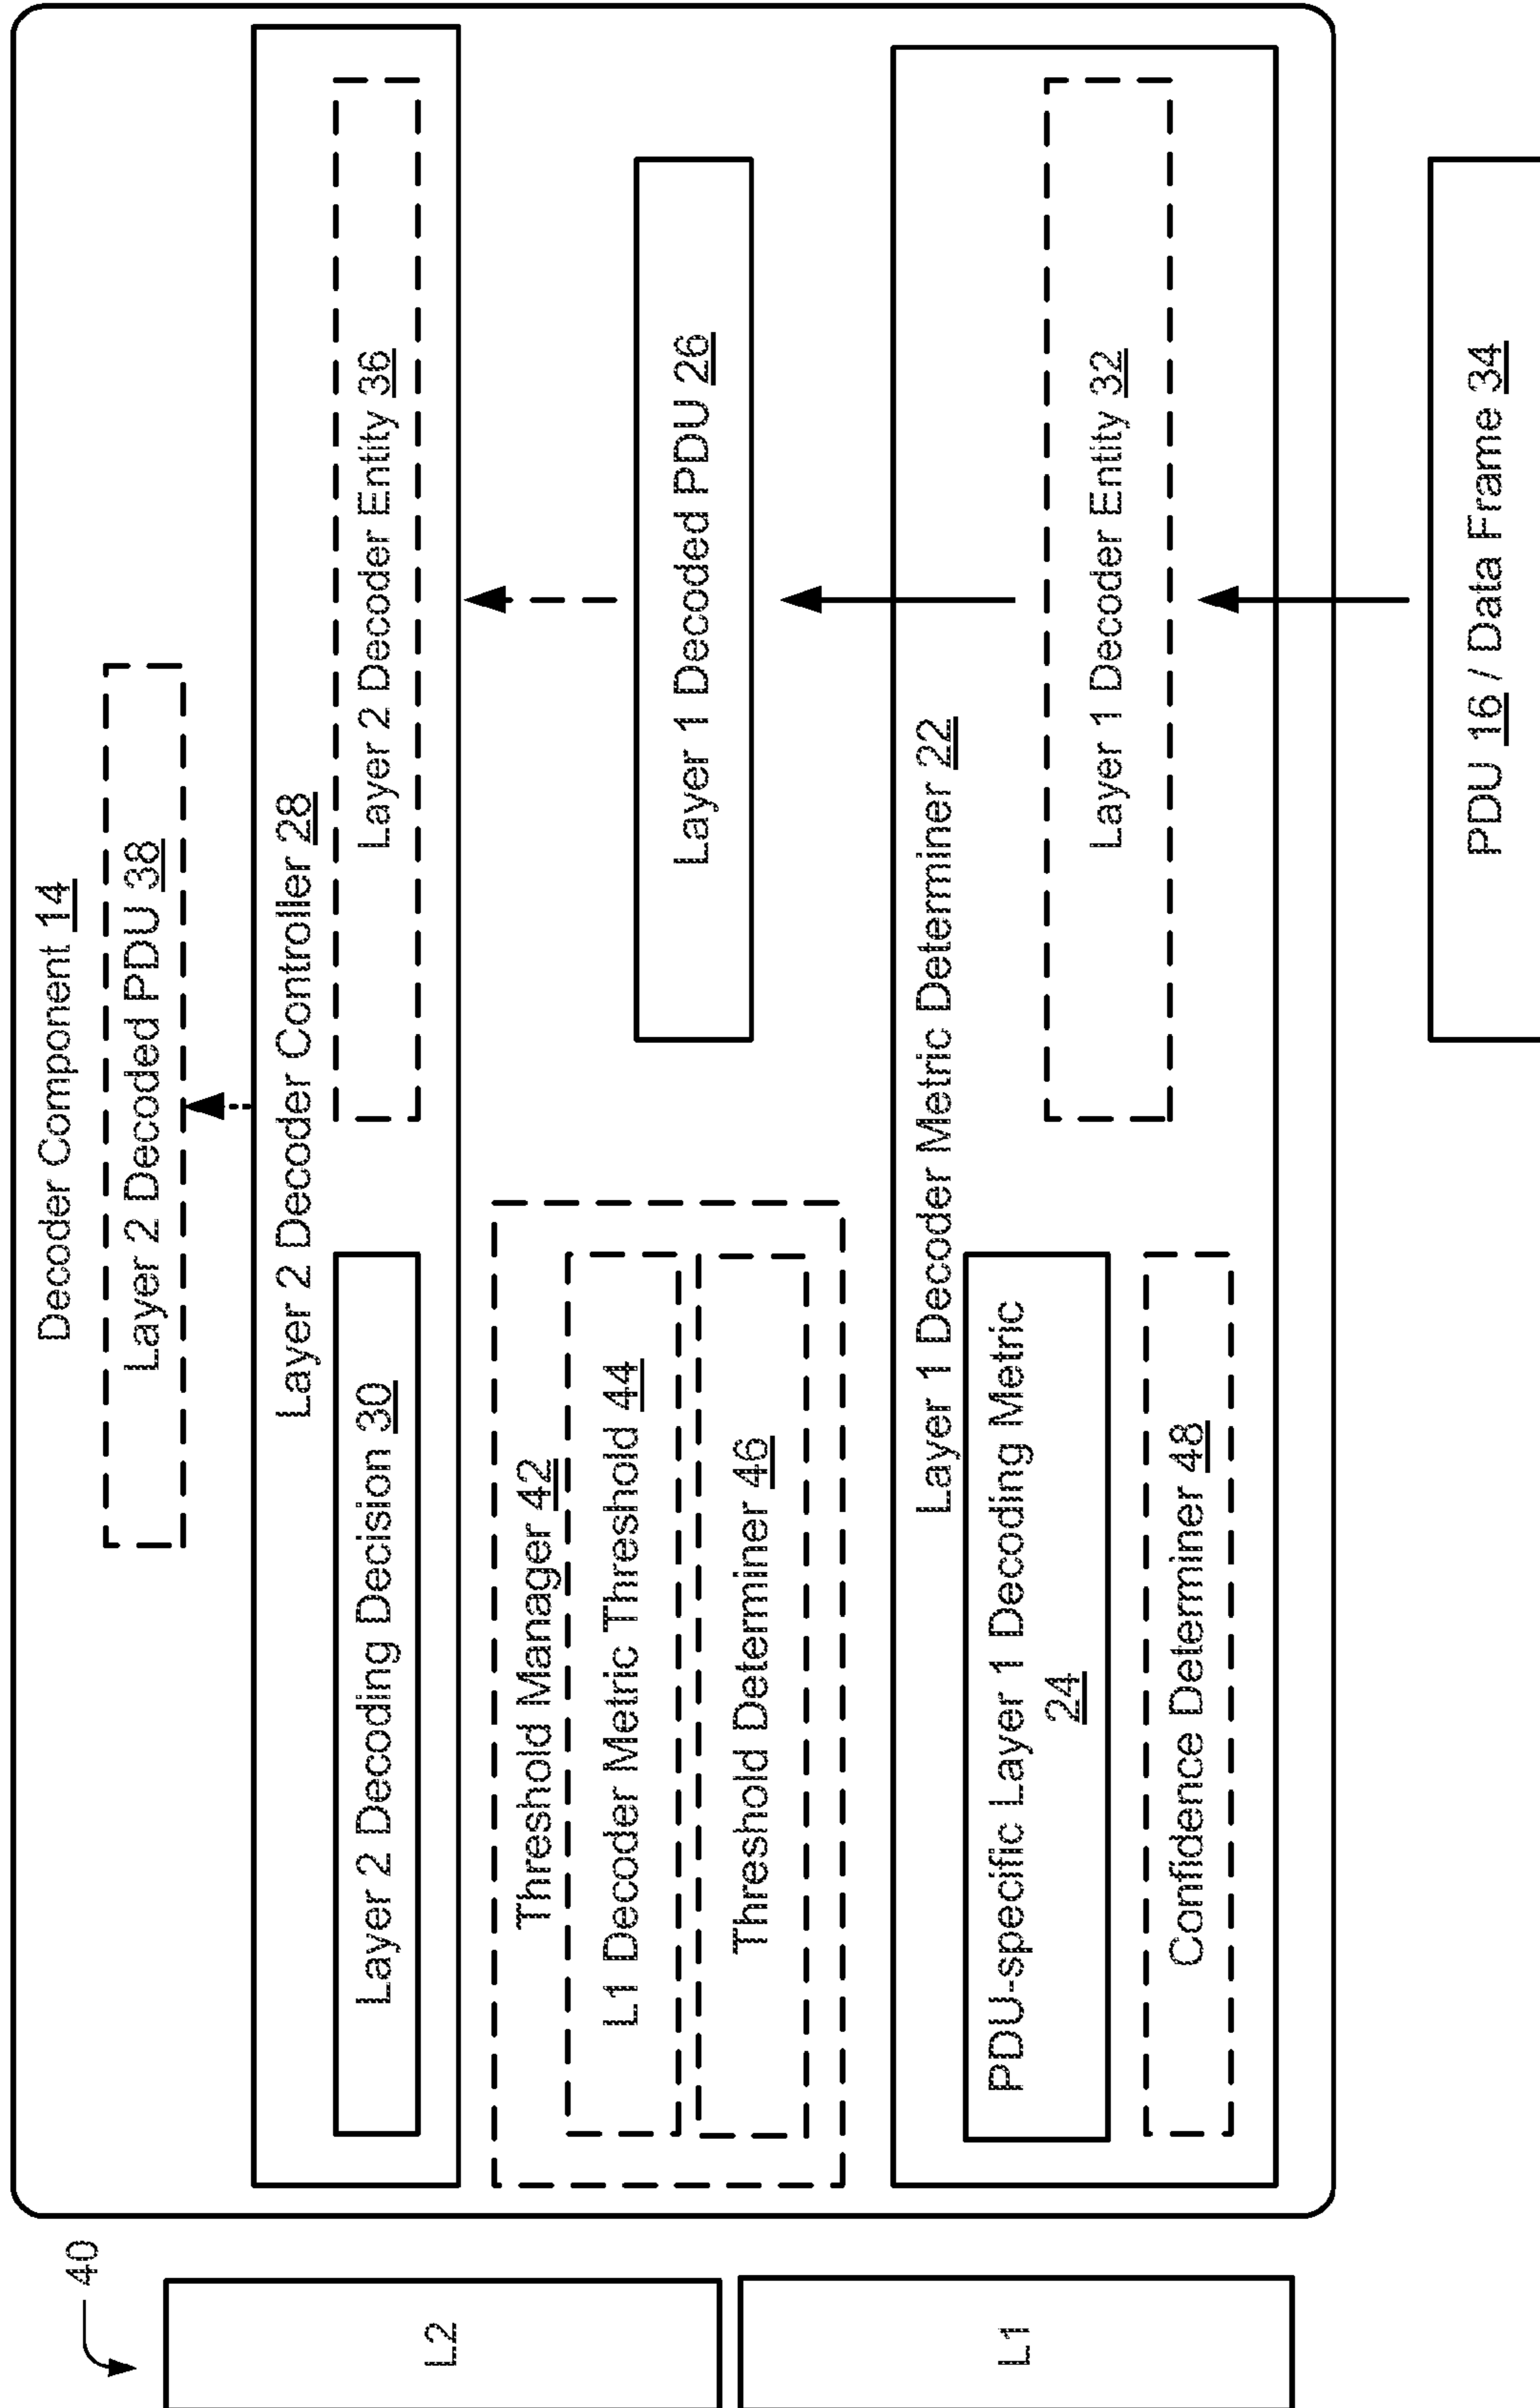 40
L2
L1
Decoder Component 14
Layer 2 Decoded PDU 38
Layer 2 Decoder Controller 28
Layer 2 Decoding Decision 30
Layer 2 Decoder Entity 36
Threshold Manager 42
L1 Decoder Metric Threshold 44
Threshold Determiner 46
Layer 1 Decoded PDU 26
Layer 1 Decoder Metric Determiner 22
PDU-specific Layer 1 Decoding Metric
24
Confidence Determiner 48
Layer 1 Decoder Entity 32
PDU 16 / Data Frame 34